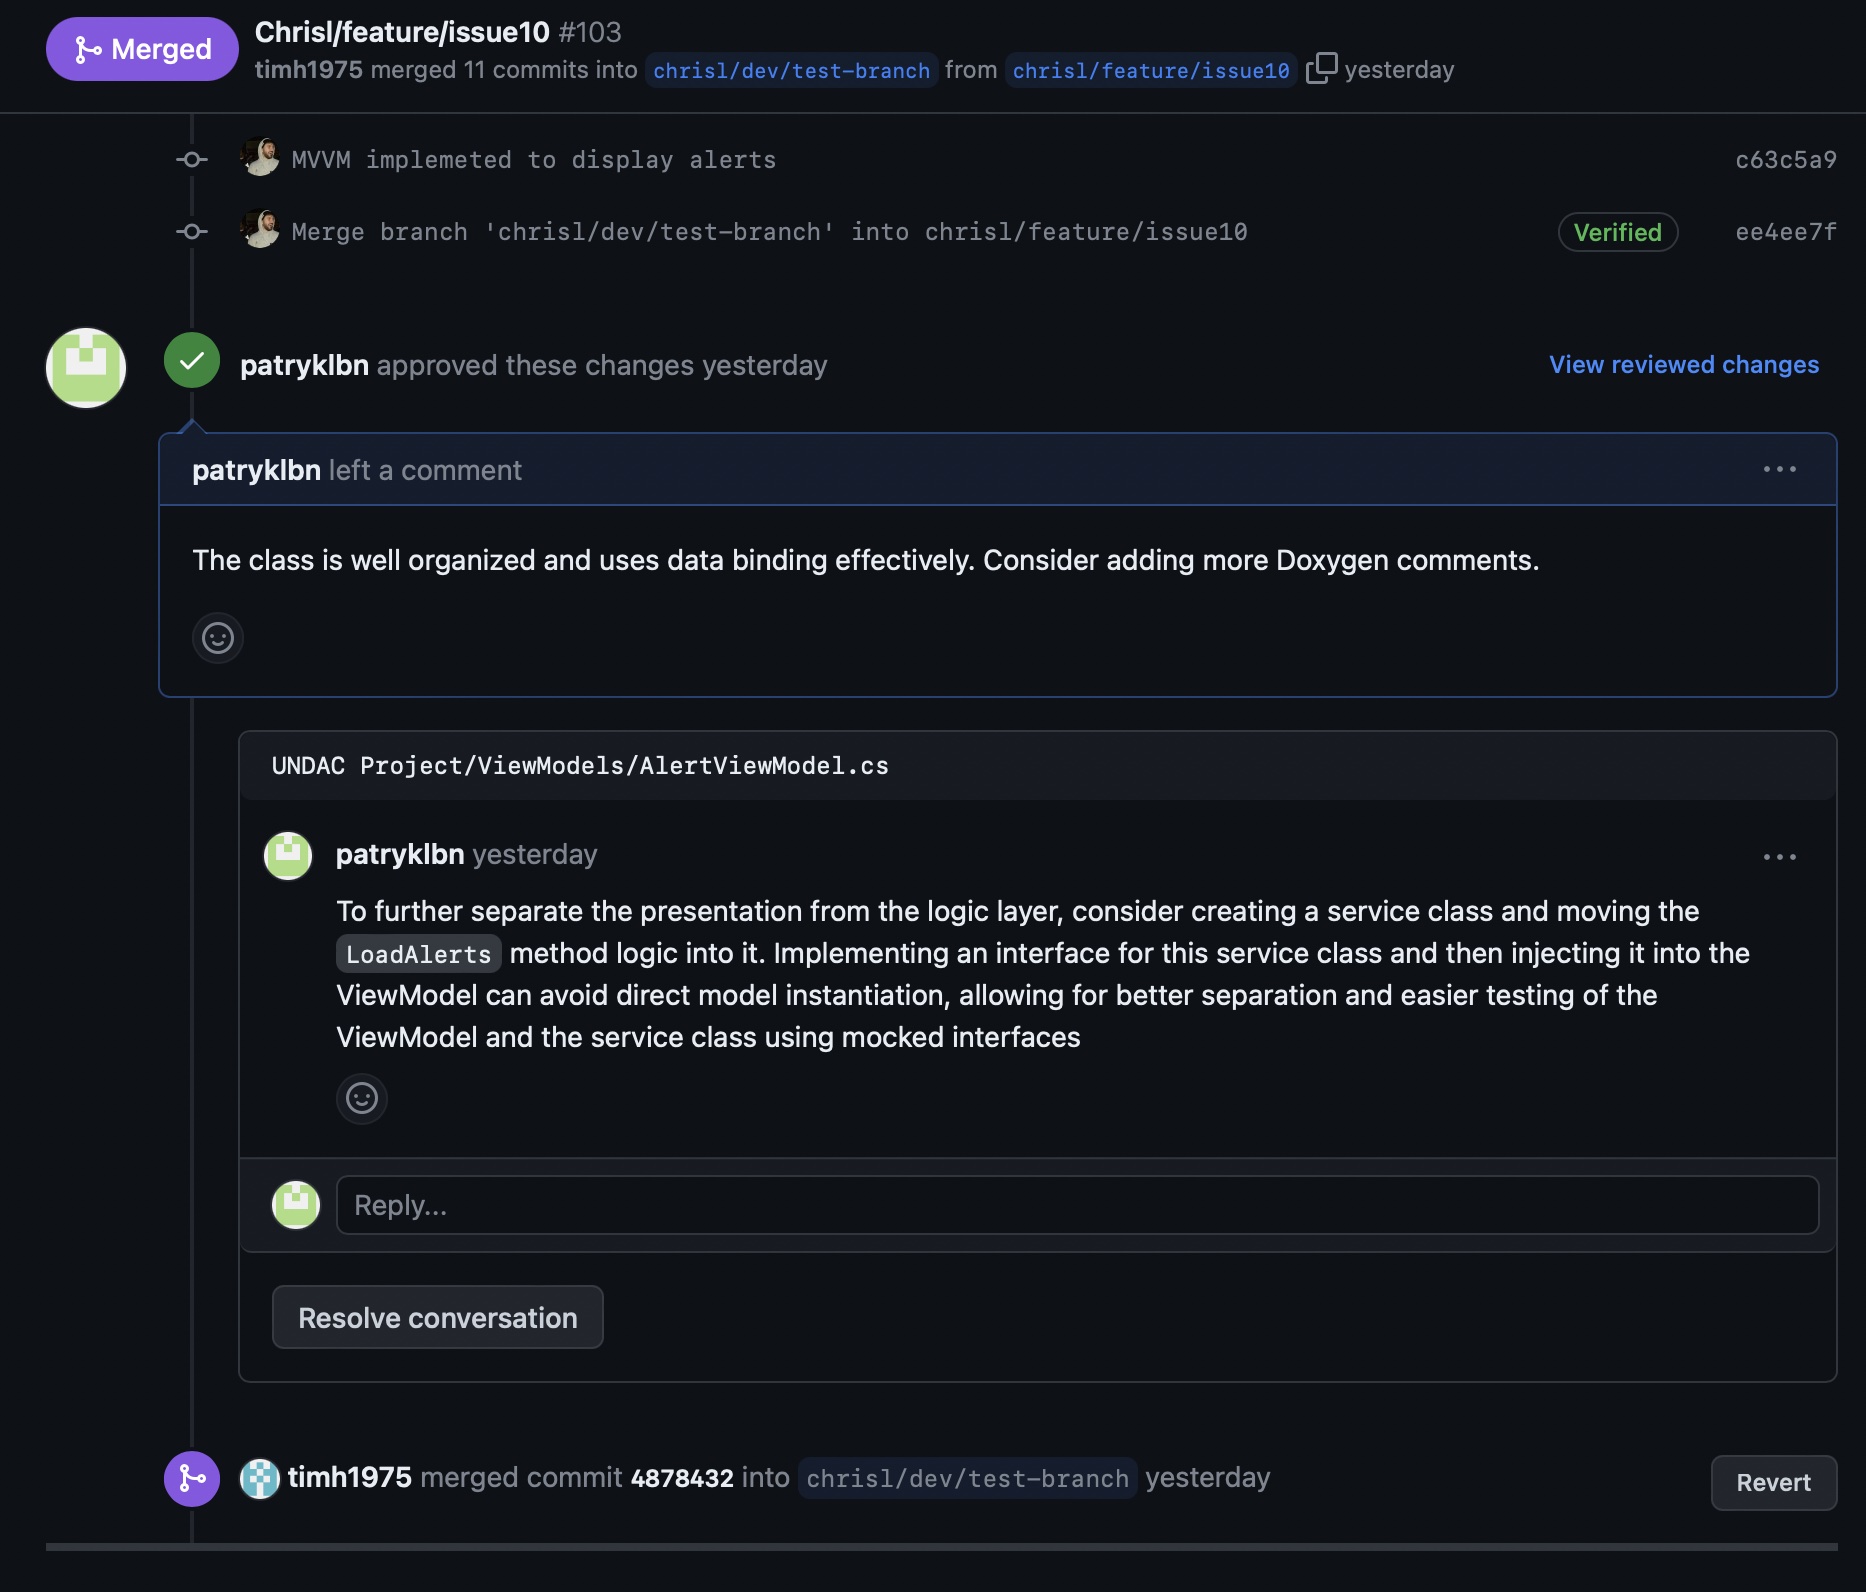 Merged
Chrisl/feature/issue10 #103
timh1975 merged 11 commits into chrisl/dev/test-branch from chrisl/feature/issue10 yesterday
MVVM implemeted to display alerts c63c5a9
Merge branch 'chrisl/dev/test-branch' into chrisl/feature/issue10 Verified ee4ee7f
patryklbn approved these changes yesterday View reviewed changes
patryklbn left a comment
The class is well organized and uses data binding effectively. Consider adding more Doxygen comments.
UNDAC Project/ViewModels/AlertViewModel.cs
patryklbn yesterday
To further separate the presentation from the logic layer, consider creating a service class and moving the
LoadAlerts method logic into it. Implementing an interface for this service class and then injecting it into the
ViewModel can avoid direct model instantiation, allowing for better separation and easier testing of the
ViewModel and the service class using mocked interfaces
Reply...
Resolve conversation
timh1975 merged commit 4878432 into chrisl/dev/test-branch yesterday Revert